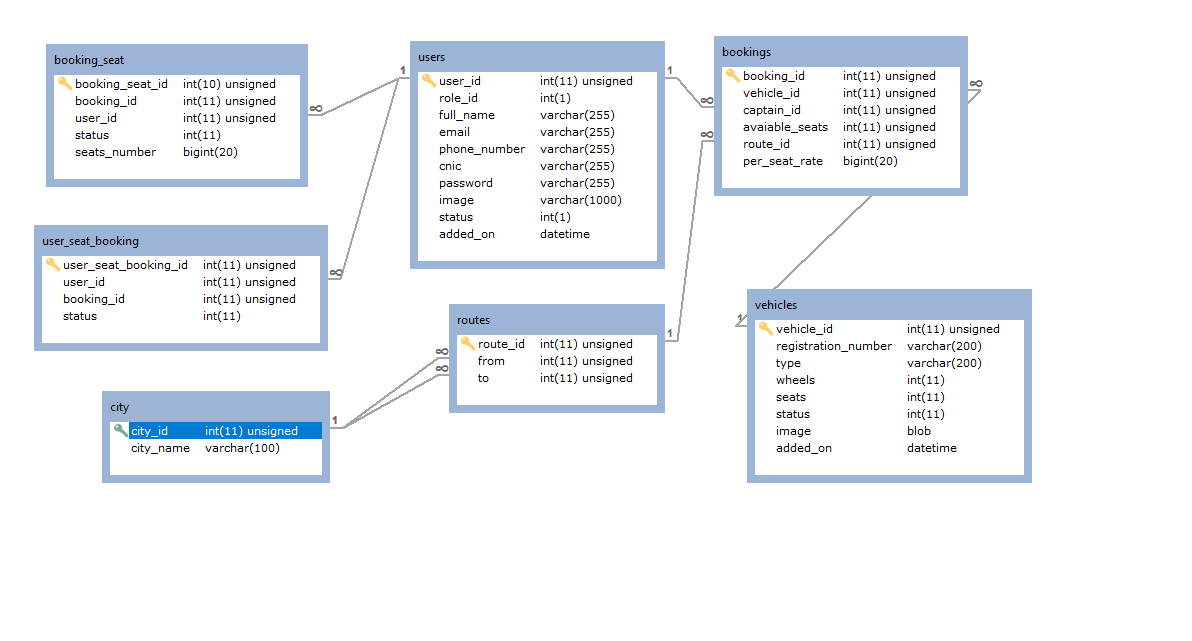 booking_seat
booking_seat_id int(10) unsigned
booking_id int(11) unsigned
user_id int(11) unsigned
status int(11)
seats_number bigint(20)
users
user_id int(11) unsigned
role_id int(1)
full_name varchar(255)
email varchar(255)
phone_number varchar(255)
cnic varchar(255)
password varchar(255)
image varchar(1000)
status int(1)
added_on datetime
bookings
booking_id int(11) unsigned
vehicle_id int(11) unsigned
captain_id int(11) unsigned
avaiable_seats int(11) unsigned
route_id int(11) unsigned
per_seat_rate bigint(20)
user_seat_booking
user_seat_booking_id int(11) unsigned
user_id int(11) unsigned
booking_id int(11) unsigned
status int(11)
routes
route_id int(11) unsigned
from int(11) unsigned
to int(11) unsigned
vehicles
vehicle_id int(11) unsigned
registration_number varchar(200)
type varchar(200)
wheels int(11)
seats int(11)
status int(11)
image blob
added_on datetime
city
city_id int(11) unsigned
city_name varchar(100)
1
∞
∞
1
∞
∞
∞
1
1
∞
∞
1